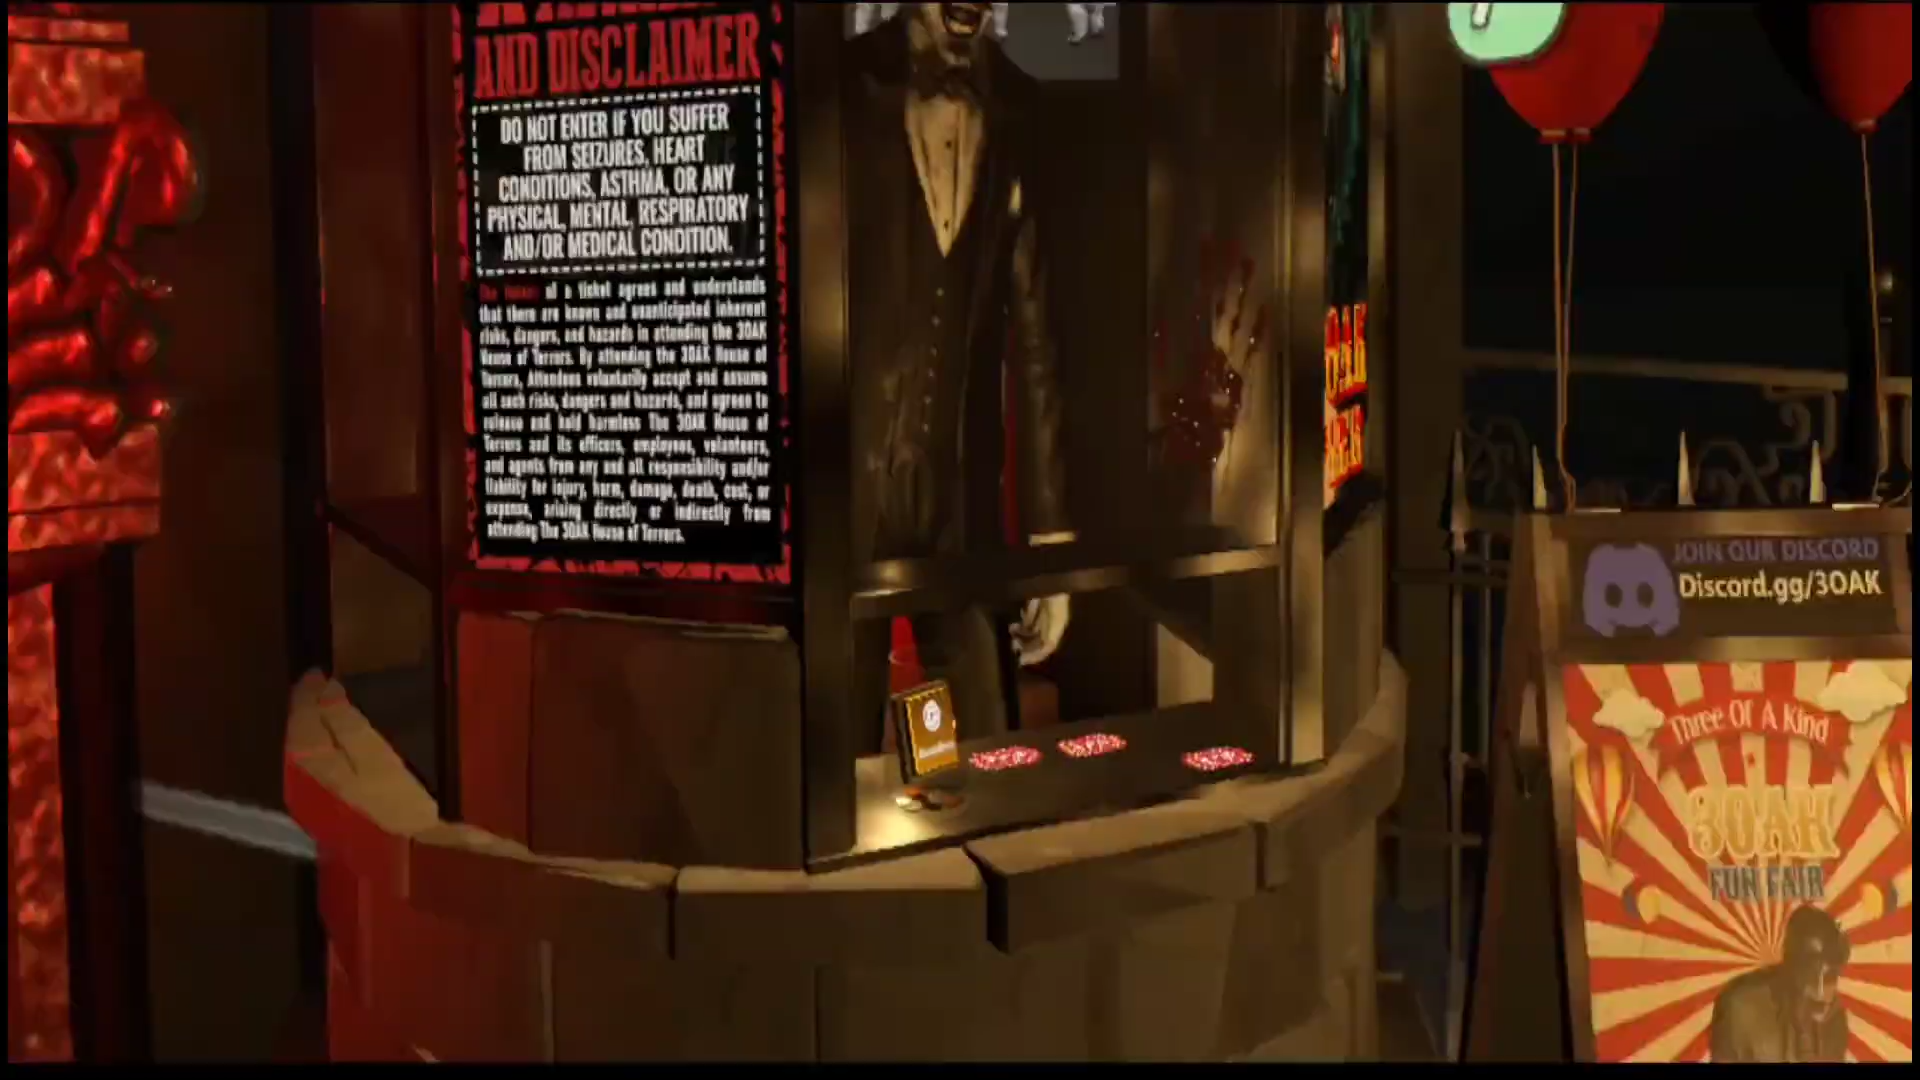 AND DISCLAIMER
DO NOT ENTER IF YOU SUFFER
FROM SEIZURES, HEART
CONDITIONS, ASTHMA, OR ANY
PHYSICAL, MENTAL, RESPIRATORY
AND/OR MEDICAL CONDITION.
The holder of a ticket agrees and understands
that there are known and unanticipated inherent
risks, dangers, and hazards in attending the 3OAK
House of Terrors. By attending the 3OAK House of
Terrors, Attendees voluntarily accept and assume
all such risks, dangers and hazards, and agrees to
release and hold harmless The 3OAK House of
Terrors and its officers, employees, volunteers,
and agents from any and all responsibility and/or
liability for injury, harm, damage, death, cost, or
expense, arising directly or indirectly from
attending The 3OAK House of Terrors.
JOIN OUR DISCORD
Discord.gg/3OAK
Three Of A Kind
3OAK
FUN FAIR